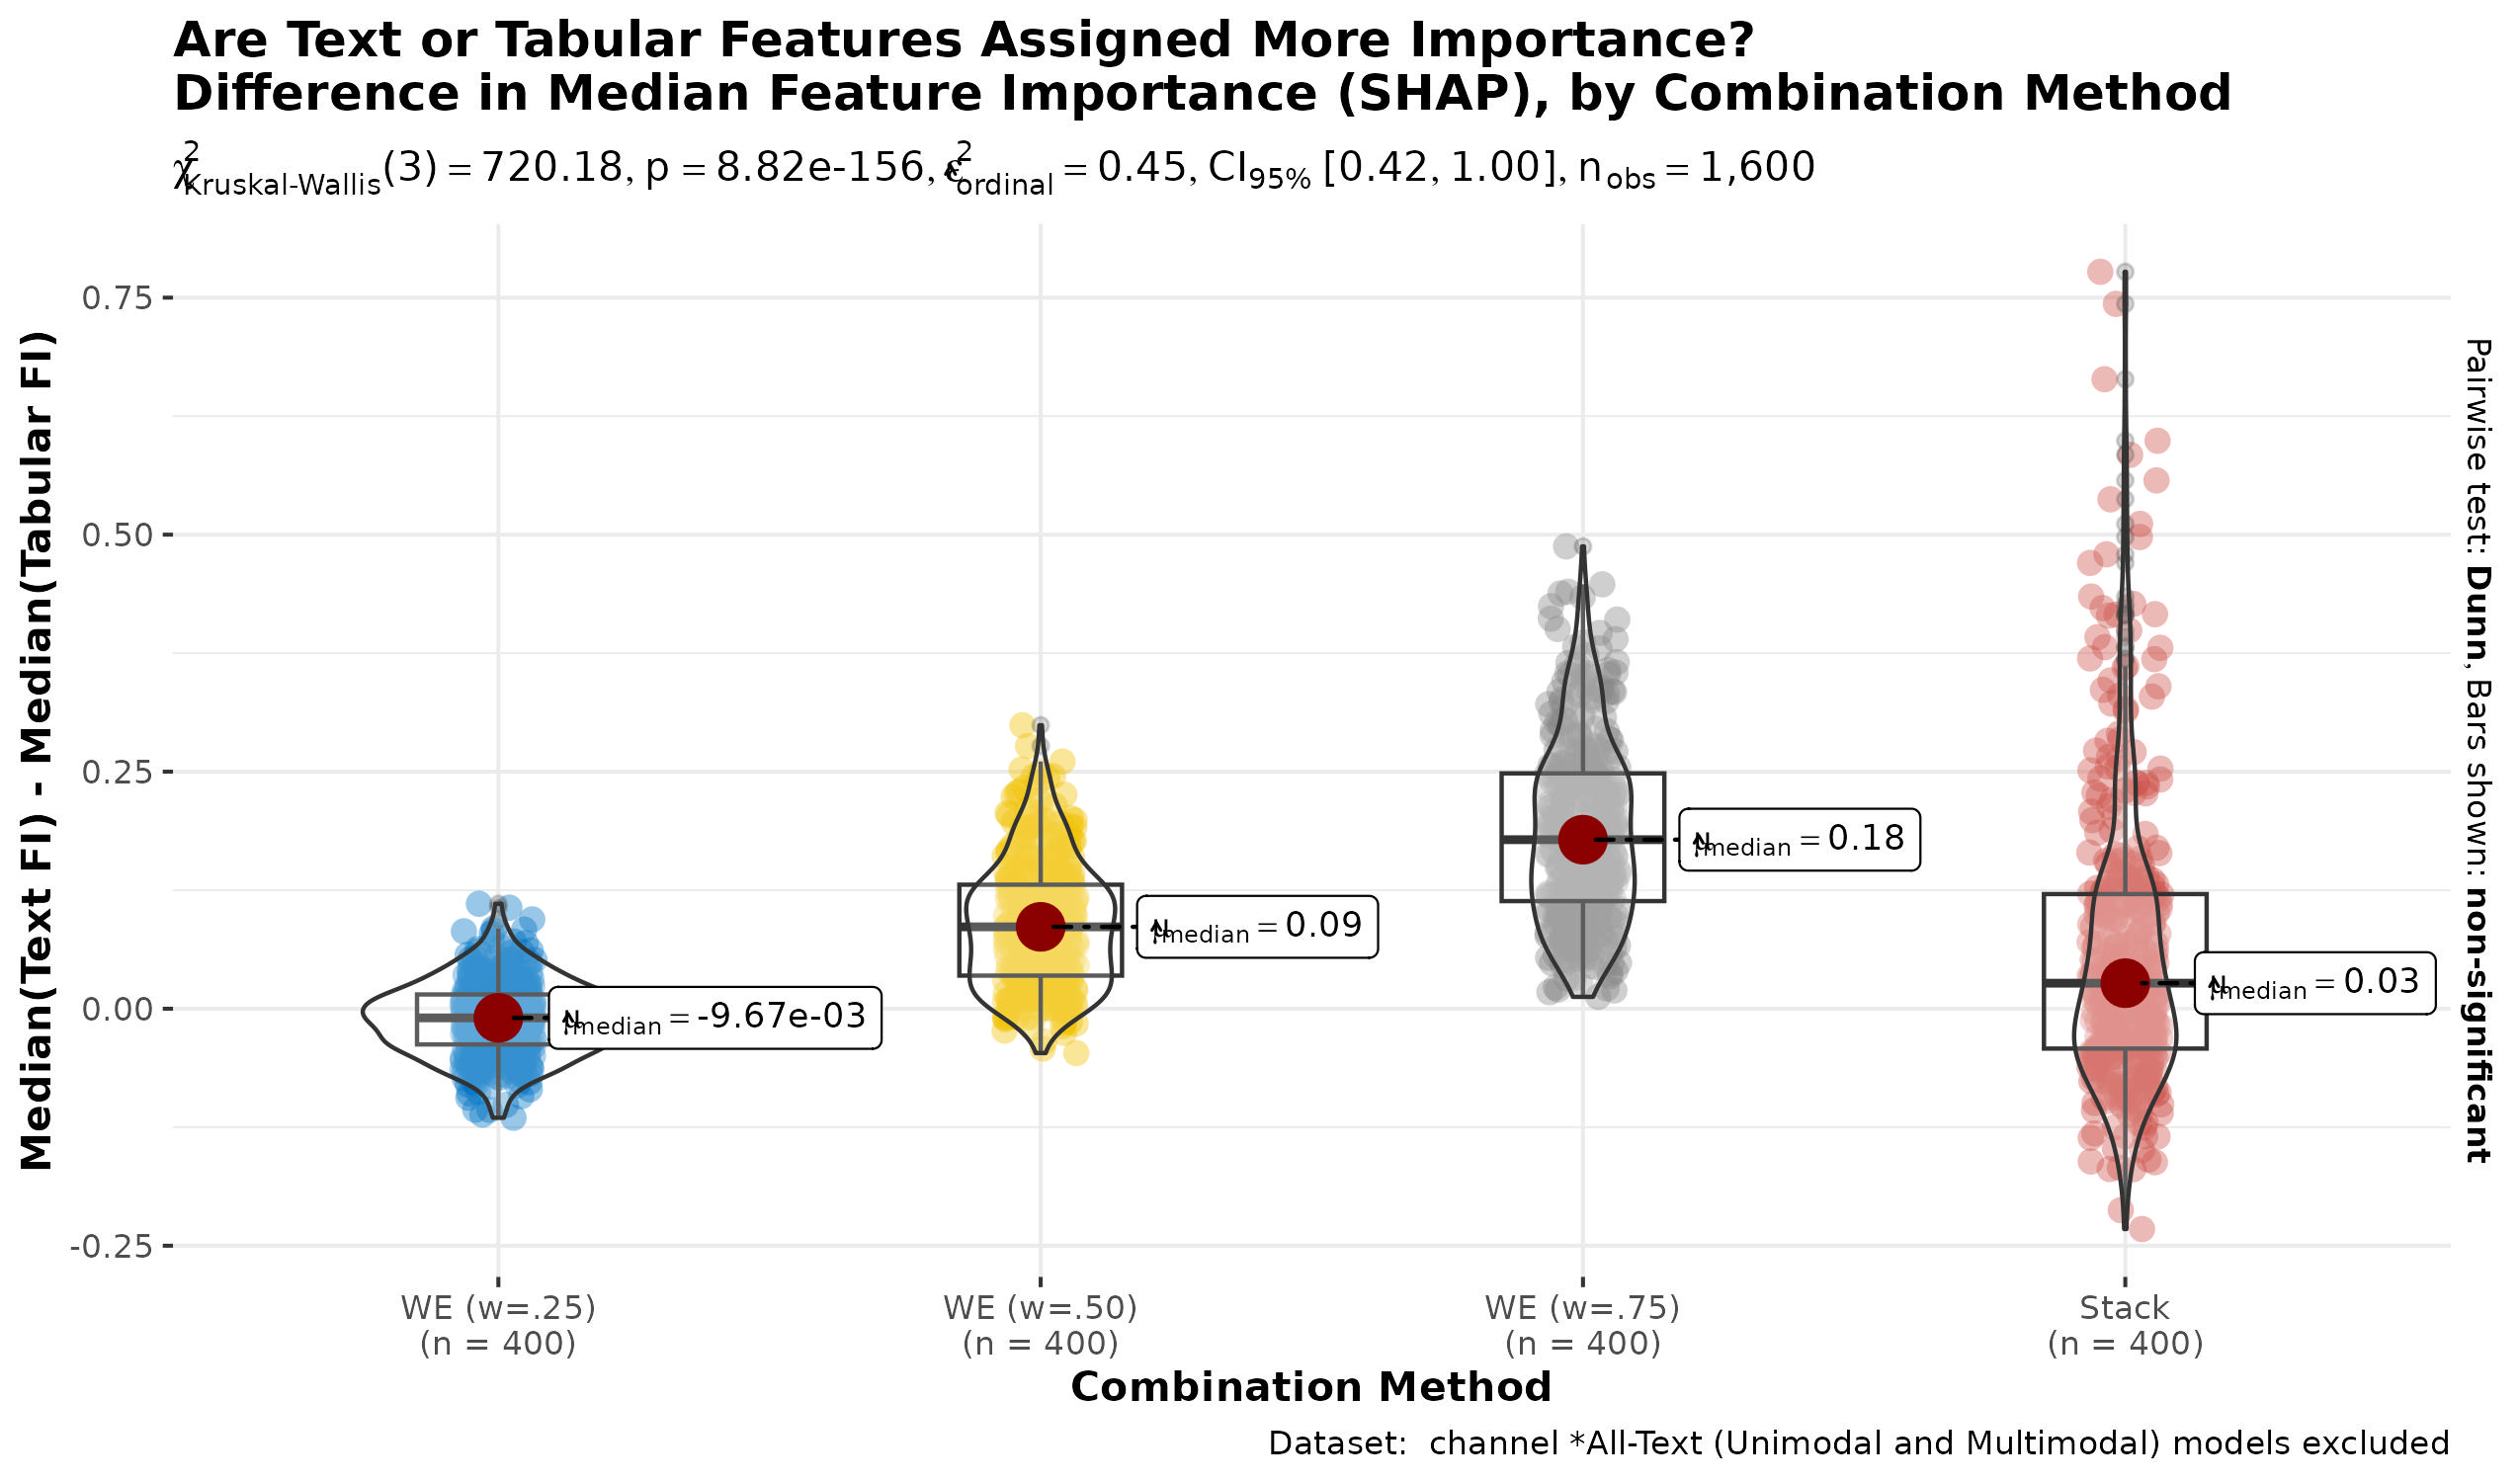 Are Text or Tabular Features Assigned More Importance?
Difference in Median Feature Importance (SHAP), by Combination Method
χ²Kruskal-Wallis(3) = 720.18, p = 8.82e-156, ε̂²ordinal = 0.45, CI95% [0.42, 1.00], nobs = 1,600
Median(Text FI) - Median(Tabular FI)
0.75
0.50
0.25
0.00
-0.25
μ̂median = -9.67e-03
μ̂median = 0.09
μ̂median = 0.18
μ̂median = 0.03
Pairwise test: Dunn, Bars shown: non-significant
WE (w=.25)
(n = 400)
WE (w=.50)
(n = 400)
WE (w=.75)
(n = 400)
Stack
(n = 400)
Combination Method
Dataset:  channel *All-Text (Unimodal and Multimodal) models excluded